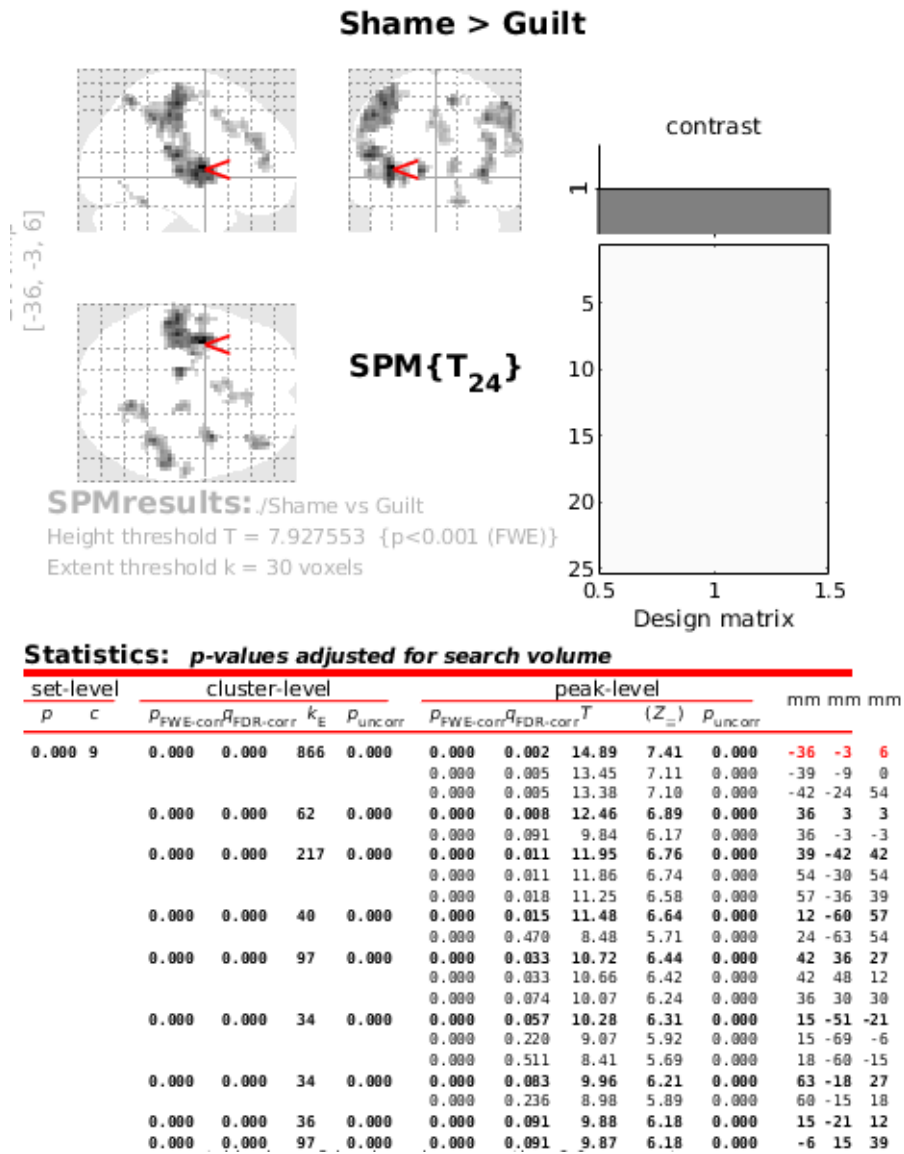 Shame > Guilt
contrast
1
[-36, -3, 6]
5
10
15
20
25
0.5 1 1.5
Design matrix
SPM{T24}
SPMresults: ./Shame vs Guilt
Height threshold T = 7.927553 {p<0.001 (FWE)}
Extent threshold k = 30 voxels
Statistics: p-values adjusted for search volume
set-level cluster-level peak-level mm mm mm
p c pFWE-corr qFDR-corr kE puncorr pFWE-corr qFDR-corr T (Z≡) puncorr
0.000 9 0.000 0.000 866 0.000 0.000 0.002 14.89 7.41 0.000 -36 -3 6
0.000 0.005 13.45 7.11 0.000 -39 -9 0
0.000 0.005 13.38 7.10 0.000 -42 -24 54
0.000 0.000 62 0.000 0.000 0.008 12.46 6.89 0.000 36 3 3
0.000 0.091 9.84 6.17 0.000 36 -3 -3
0.000 0.000 217 0.000 0.000 0.011 11.95 6.76 0.000 39 -42 42
0.000 0.011 11.86 6.74 0.000 54 -30 54
0.000 0.018 11.25 6.58 0.000 57 -36 39
0.000 0.000 40 0.000 0.000 0.015 11.48 6.64 0.000 12 -60 57
0.000 0.470 8.48 5.71 0.000 24 -63 54
0.000 0.000 97 0.000 0.000 0.033 10.72 6.44 0.000 42 36 27
0.000 0.033 10.66 6.42 0.000 42 48 12
0.000 0.074 10.07 6.24 0.000 36 30 30
0.000 0.000 34 0.000 0.000 0.057 10.28 6.31 0.000 15 -51 -21
0.000 0.220 9.07 5.92 0.000 15 -69 -6
0.000 0.511 8.41 5.69 0.000 18 -60 -15
0.000 0.000 34 0.000 0.000 0.083 9.96 6.21 0.000 63 -18 27
0.000 0.236 8.98 5.89 0.000 60 -15 18
0.000 0.000 36 0.000 0.000 0.091 9.88 6.18 0.000 15 -21 12
0.000 0.000 97 0.000 0.000 0.091 9.87 6.18 0.000 -6 15 39